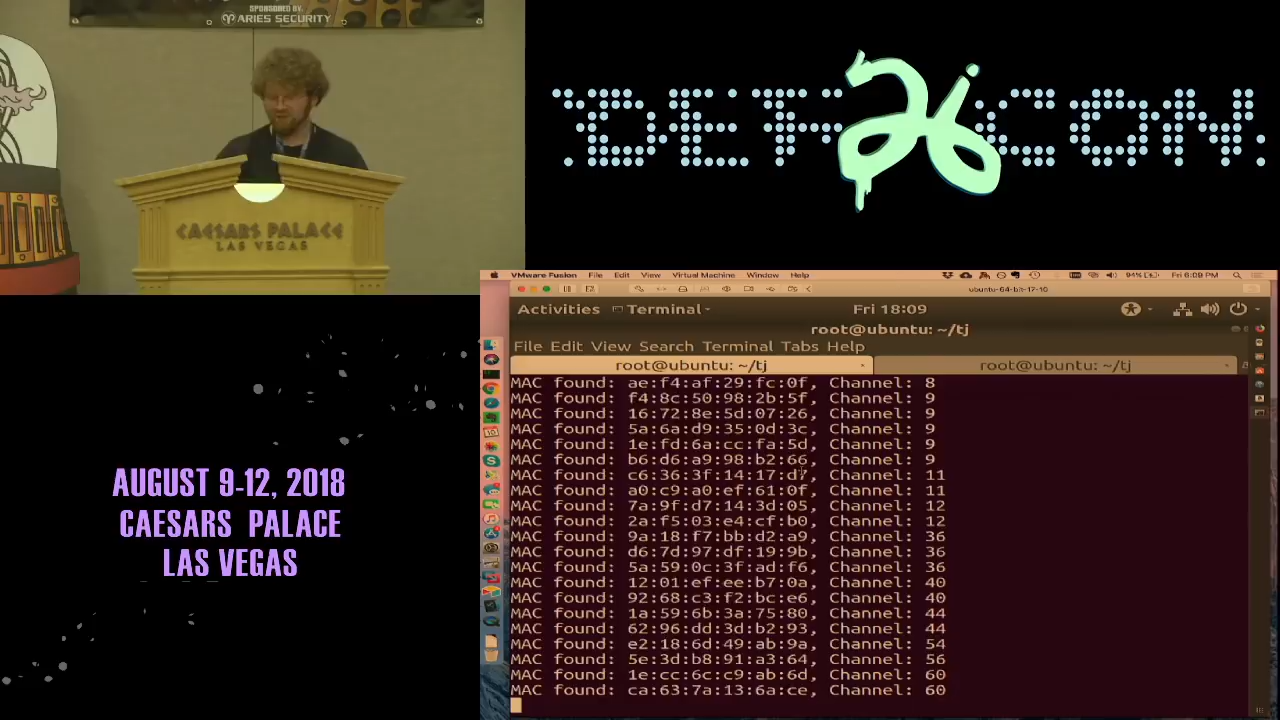 SPONSORED BY:
ARIES SECURITY
CAESARS PALACE
LAS VEGAS
DEF 26 CON
AUGUST 9-12, 2018
CAESARS PALACE
LAS VEGAS
VMware Fusion File Edit View Virtual Machine Window Help 94% Fri 6:09 PM
ubuntu-64-bit-17-10
Activities Terminal Fri 18:09
root@ubuntu: ~/tj
File Edit View Search Terminal Tabs Help
root@ubuntu: ~/tj root@ubuntu: ~/tj
MAC found: ae:f4:af:29:fc:0f, Channel: 8
MAC found: f4:8c:50:98:2b:5f, Channel: 9
MAC found: 16:72:8e:5d:07:26, Channel: 9
MAC found: 5a:6a:d9:35:0d:3c, Channel: 9
MAC found: 1e:fd:6a:cc:fa:5d, Channel: 9
MAC found: b6:d6:a9:98:b2:66, Channel: 9
MAC found: c6:36:3f:14:17:d7, Channel: 11
MAC found: a0:c9:a0:ef:61:0f, Channel: 11
MAC found: 7a:9f:d7:14:3d:05, Channel: 12
MAC found: 2a:f5:03:e4:cf:b0, Channel: 12
MAC found: 9a:18:f7:bb:d2:a9, Channel: 36
MAC found: d6:7d:97:df:19:9b, Channel: 36
MAC found: 5a:59:0c:3f:ad:f6, Channel: 36
MAC found: 12:01:ef:ee:b7:0a, Channel: 40
MAC found: 92:68:c3:f2:bc:e6, Channel: 40
MAC found: 1a:59:6b:3a:75:80, Channel: 44
MAC found: 62:96:dd:3d:b2:93, Channel: 44
MAC found: e2:18:6d:49:ab:9a, Channel: 54
MAC found: 5e:3d:b8:91:a3:64, Channel: 56
MAC found: 1e:cc:6c:c9:ab:6d, Channel: 60
MAC found: ca:63:7a:13:6a:ce, Channel: 60